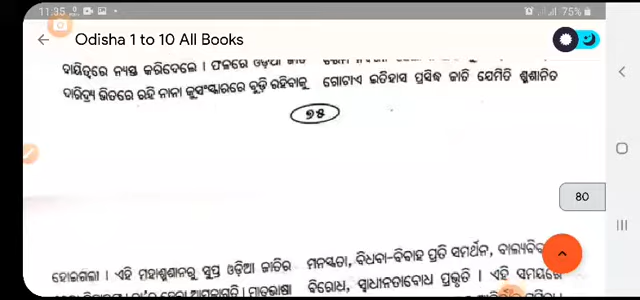 11:35
75%
Odisha 1 to 10 All Books
ଦାୟିତ୍ୱରେ ନ୍ୟସ୍ତ କରିଦେଲେ । ଫଳରେ ଓଡ଼ିଆ ଜାତି
ଦାରିଦ୍ର୍ୟ ଭିତରେ ରହି ନାନା କୁସଂସ୍କାରରେ ବୁଡ଼ି ରହିବାକୁ
ଗୋଟାଏ ଇତିହାସ ପ୍ରସିଦ୍ଧ ଜାତି ଯେମିତି ଶ୍ମଶାନିତ
୭୫
80
ହୋଇଗଲା । ଏହି ମହାଶ୍ମଶାନରୁ ସୁପ୍ତ ଓଡ଼ିଆ ଜାତିର
ମନସ୍କତା, ବିଧବା-ବିବାହ ପ୍ରତି ସମର୍ଥନ,
ବିରୋଧ, ସ୍ୱାଧୀନତାବୋଧ ପ୍ରଭୃତି । ଏହି ସମୟରେ